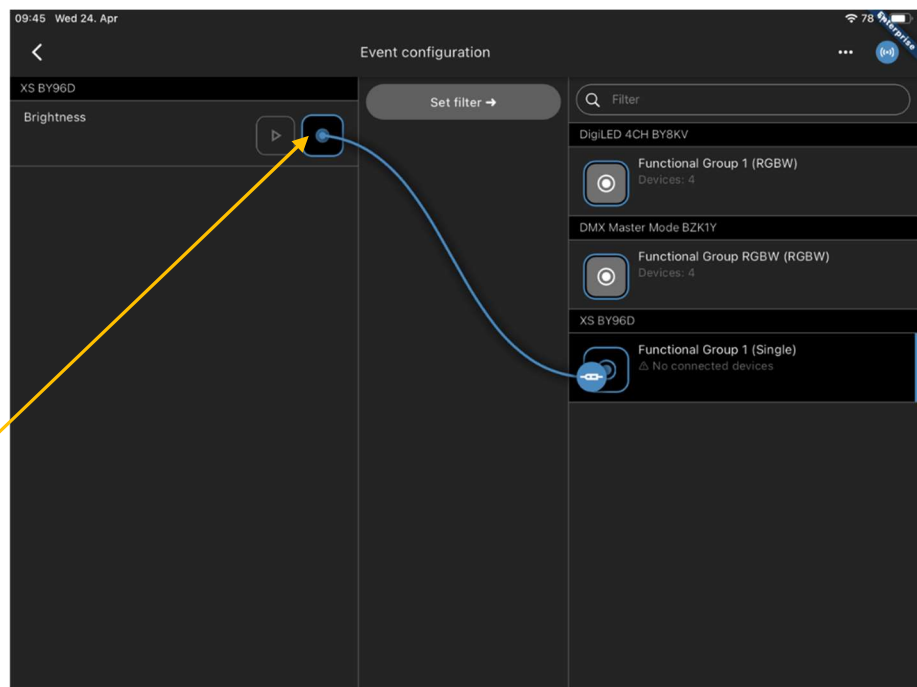 09:45 Wed 24. Apr
78
Enterprise
Event configuration
XS BY96D
Brightness
Set filter →
Filter
DigiLED 4CH BY8KV
Functional Group 1 (RGBW)
Devices: 4
DMX Master Mode BZK1Y
Functional Group RGBW (RGBW)
Devices: 4
XS BY96D
Functional Group 1 (Single)
⚠ No connected devices